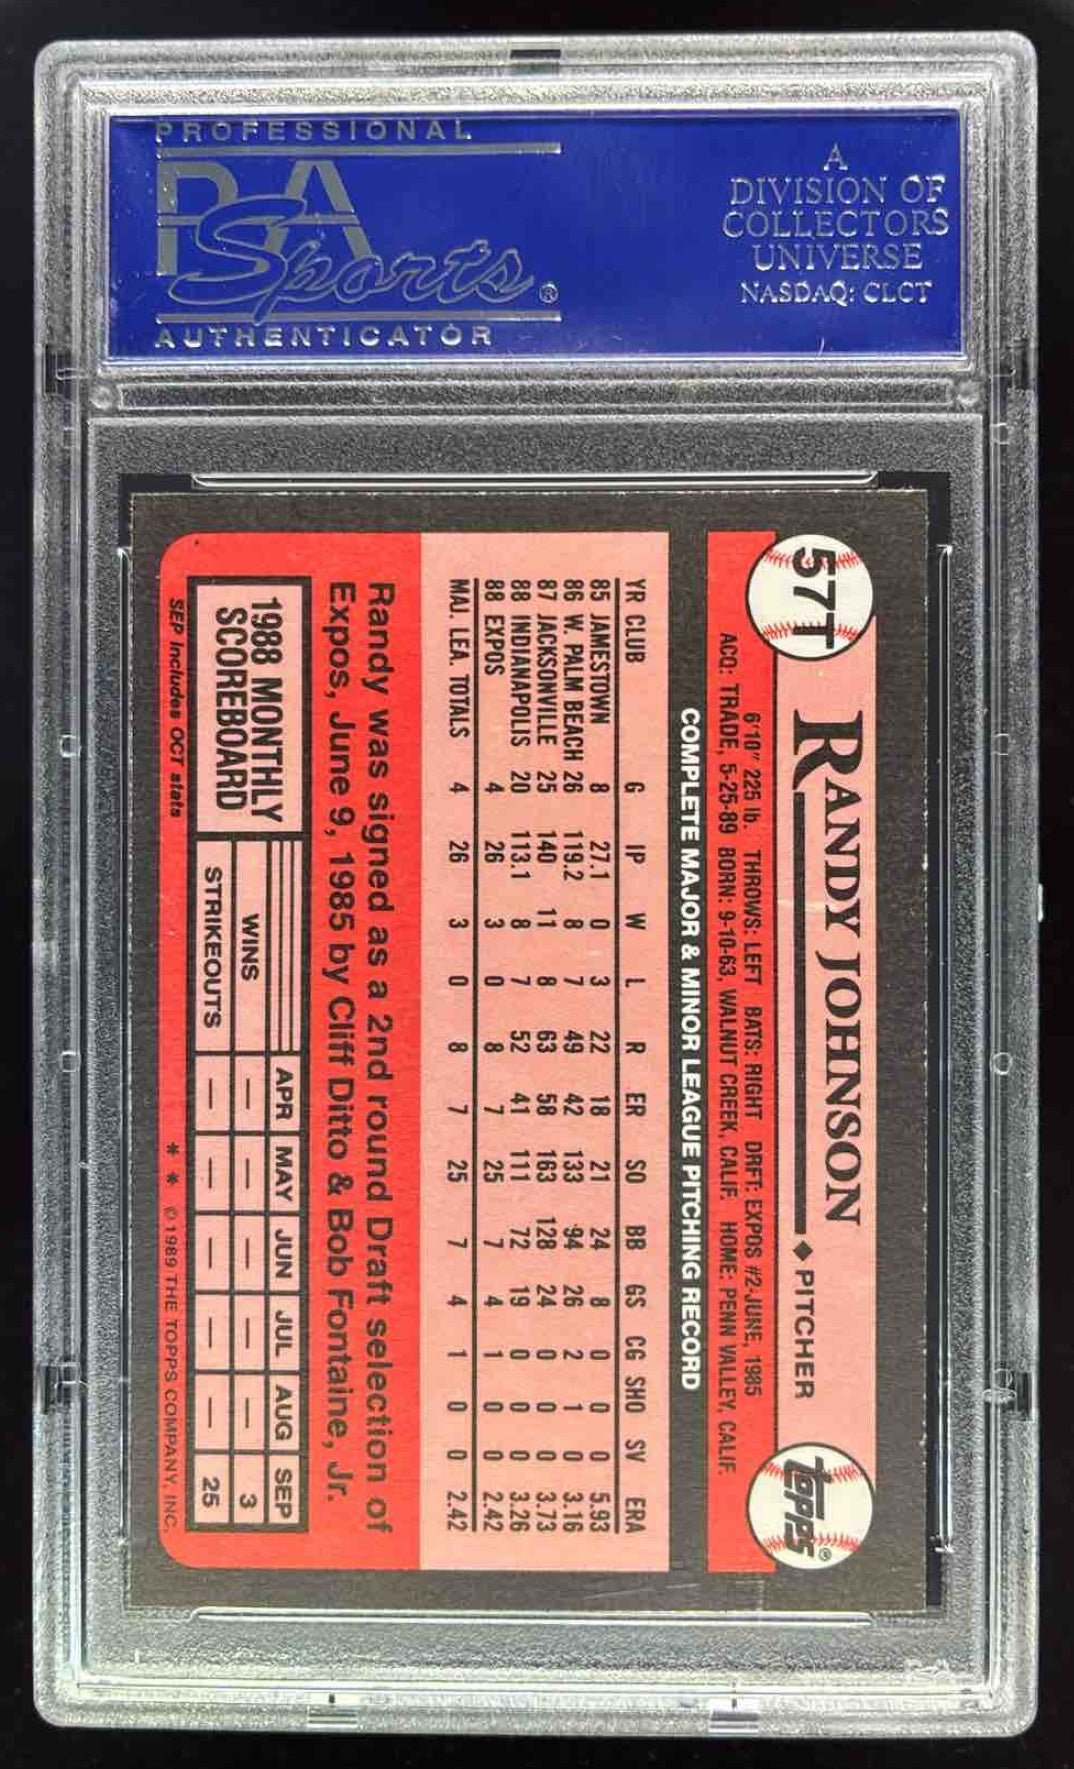 PROFESSIONAL
PSA
Sports®
AUTHENTICATOR
A
DIVISION OF
COLLECTORS
UNIVERSE
NASDAQ: CLCT
57T
RANDY JOHNSON ◆ PITCHER
topps®
6'10" 225 lb. THROWS: LEFT BATS: RIGHT DRFT: EXPOS #2-JUNE, 1985
ACQ: TRADE, 5-25-89 BORN: 9-10-63, WALNUT CREEK, CALIF. HOME: PENN VALLEY, CALIF.
COMPLETE MAJOR & MINOR LEAGUE PITCHING RECORD
YR CLUB G IP W L R ER SO BB GS CG SHO SV ERA
85 JAMESTOWN 8 27.1 0 3 22 18 21 24 8 0 0 0 5.93
86 W. PALM BEACH 26 119.2 8 7 49 42 133 94 26 2 1 0 3.16
87 JACKSONVILLE 25 140 11 8 63 58 163 128 24 0 0 0 3.73
88 INDIANAPOLIS 20 113.1 8 7 52 41 111 72 19 0 0 0 3.26
88 EXPOS 4 26 3 0 8 7 25 7 4 1 0 0 2.42
MAJ. LEA. TOTALS 4 26 3 0 8 7 25 7 4 1 0 0 2.42
Randy was signed as a 2nd round Draft selection of
Expos, June 9, 1985 by Cliff Ditto & Bob Fontaine, Jr.
1988 MONTHLY
SCOREBOARD
APR MAY JUN JUL AUG SEP
WINS — — — — — 3
STRIKEOUTS — — — — — 25
SEP includes OCT stats
* * © 1989 THE TOPPS COMPANY, INC.
PSA